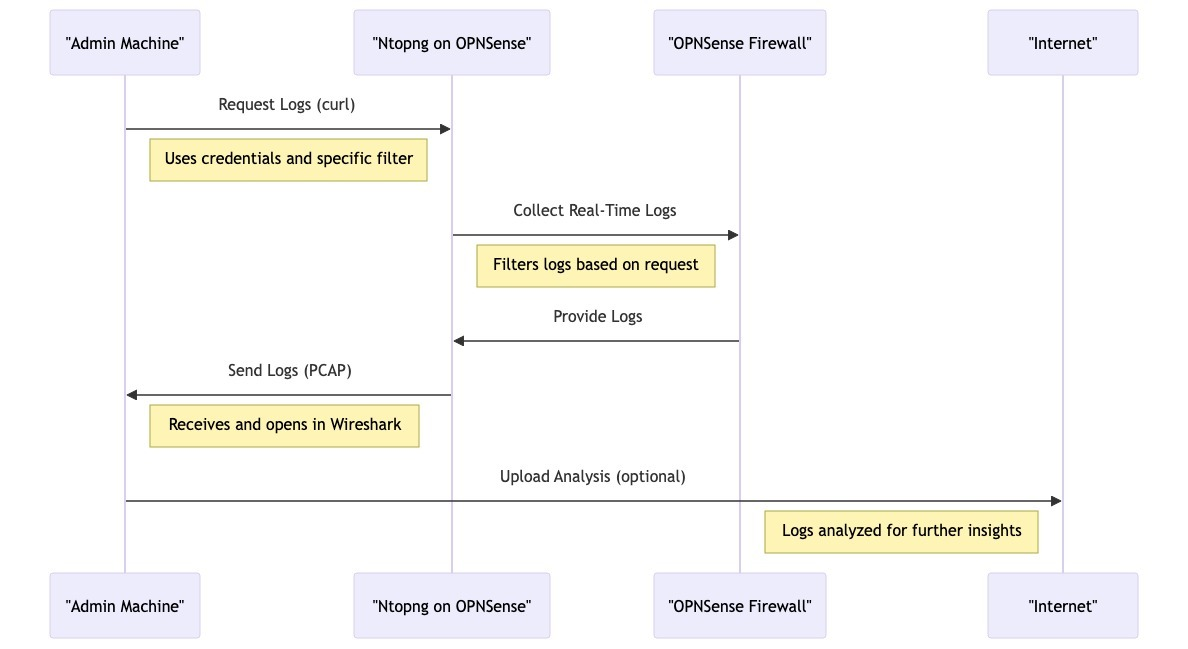 "Admin Machine"
"Ntopng on OPNSense"
"OPNSense Firewall"
"Internet"
Request Logs (curl)
Uses credentials and specific filter
Collect Real-Time Logs
Filters logs based on request
Provide Logs
Send Logs (PCAP)
Receives and opens in Wireshark
Upload Analysis (optional)
Logs analyzed for further insights
"Admin Machine"
"Ntopng on OPNSense"
"OPNSense Firewall"
"Internet"